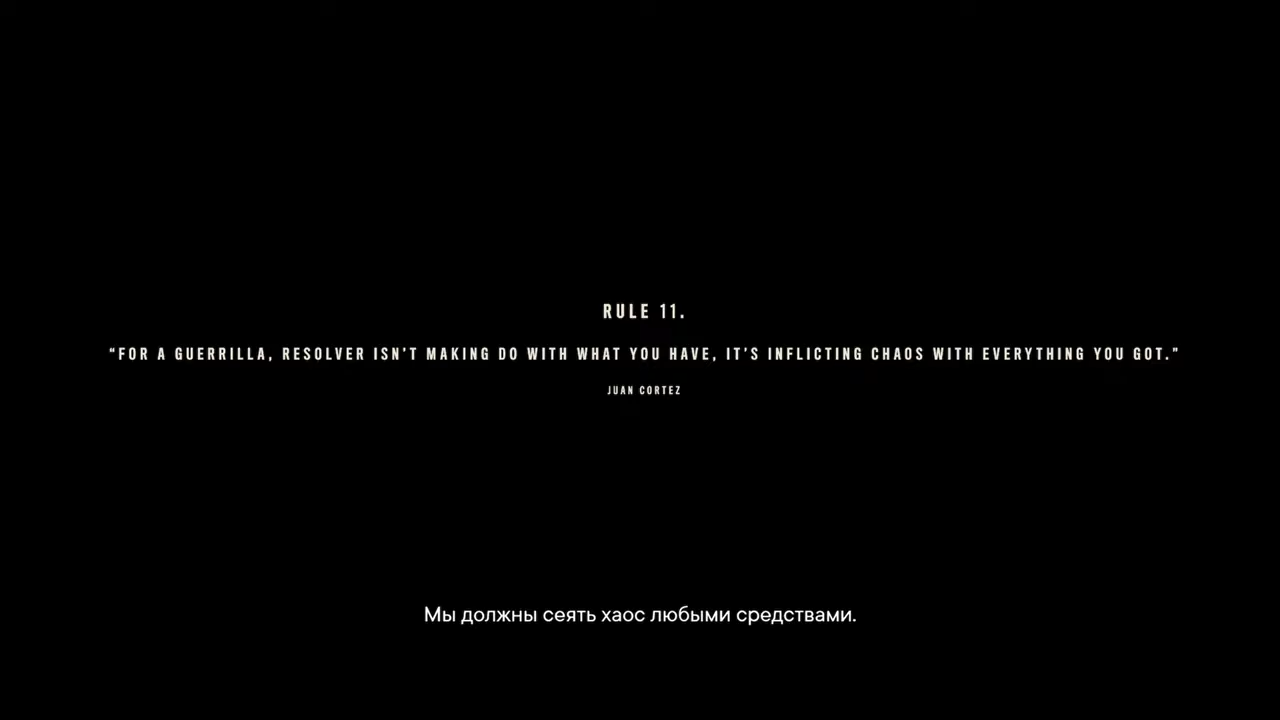 RULE 11.
“FOR A GUERRILLA, RESOLVER ISN’T MAKING DO WITH WHAT YOU HAVE, IT’S INFLICTING CHAOS WITH EVERYTHING YOU GOT.”
JUAN CORTEZ
Мы должны сеять хаос любыми средствами.